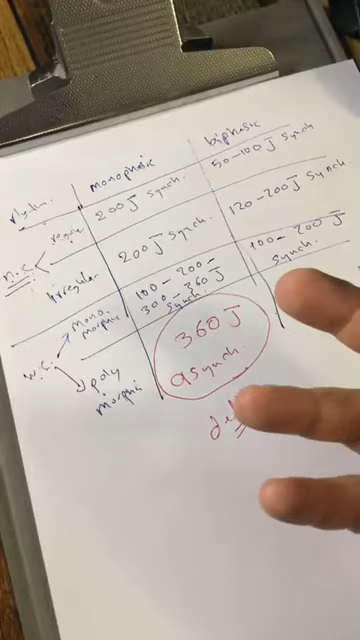 monophasic
biphasic
200 J synch.
50-100 J synch
n.c
regular
200 J synch.
120-200 J synch
irregular
100-200-
300-360 J
synch
100-200 J
synch.
w.c.
mono
morphic
poly
morphic
360 J
asynch.